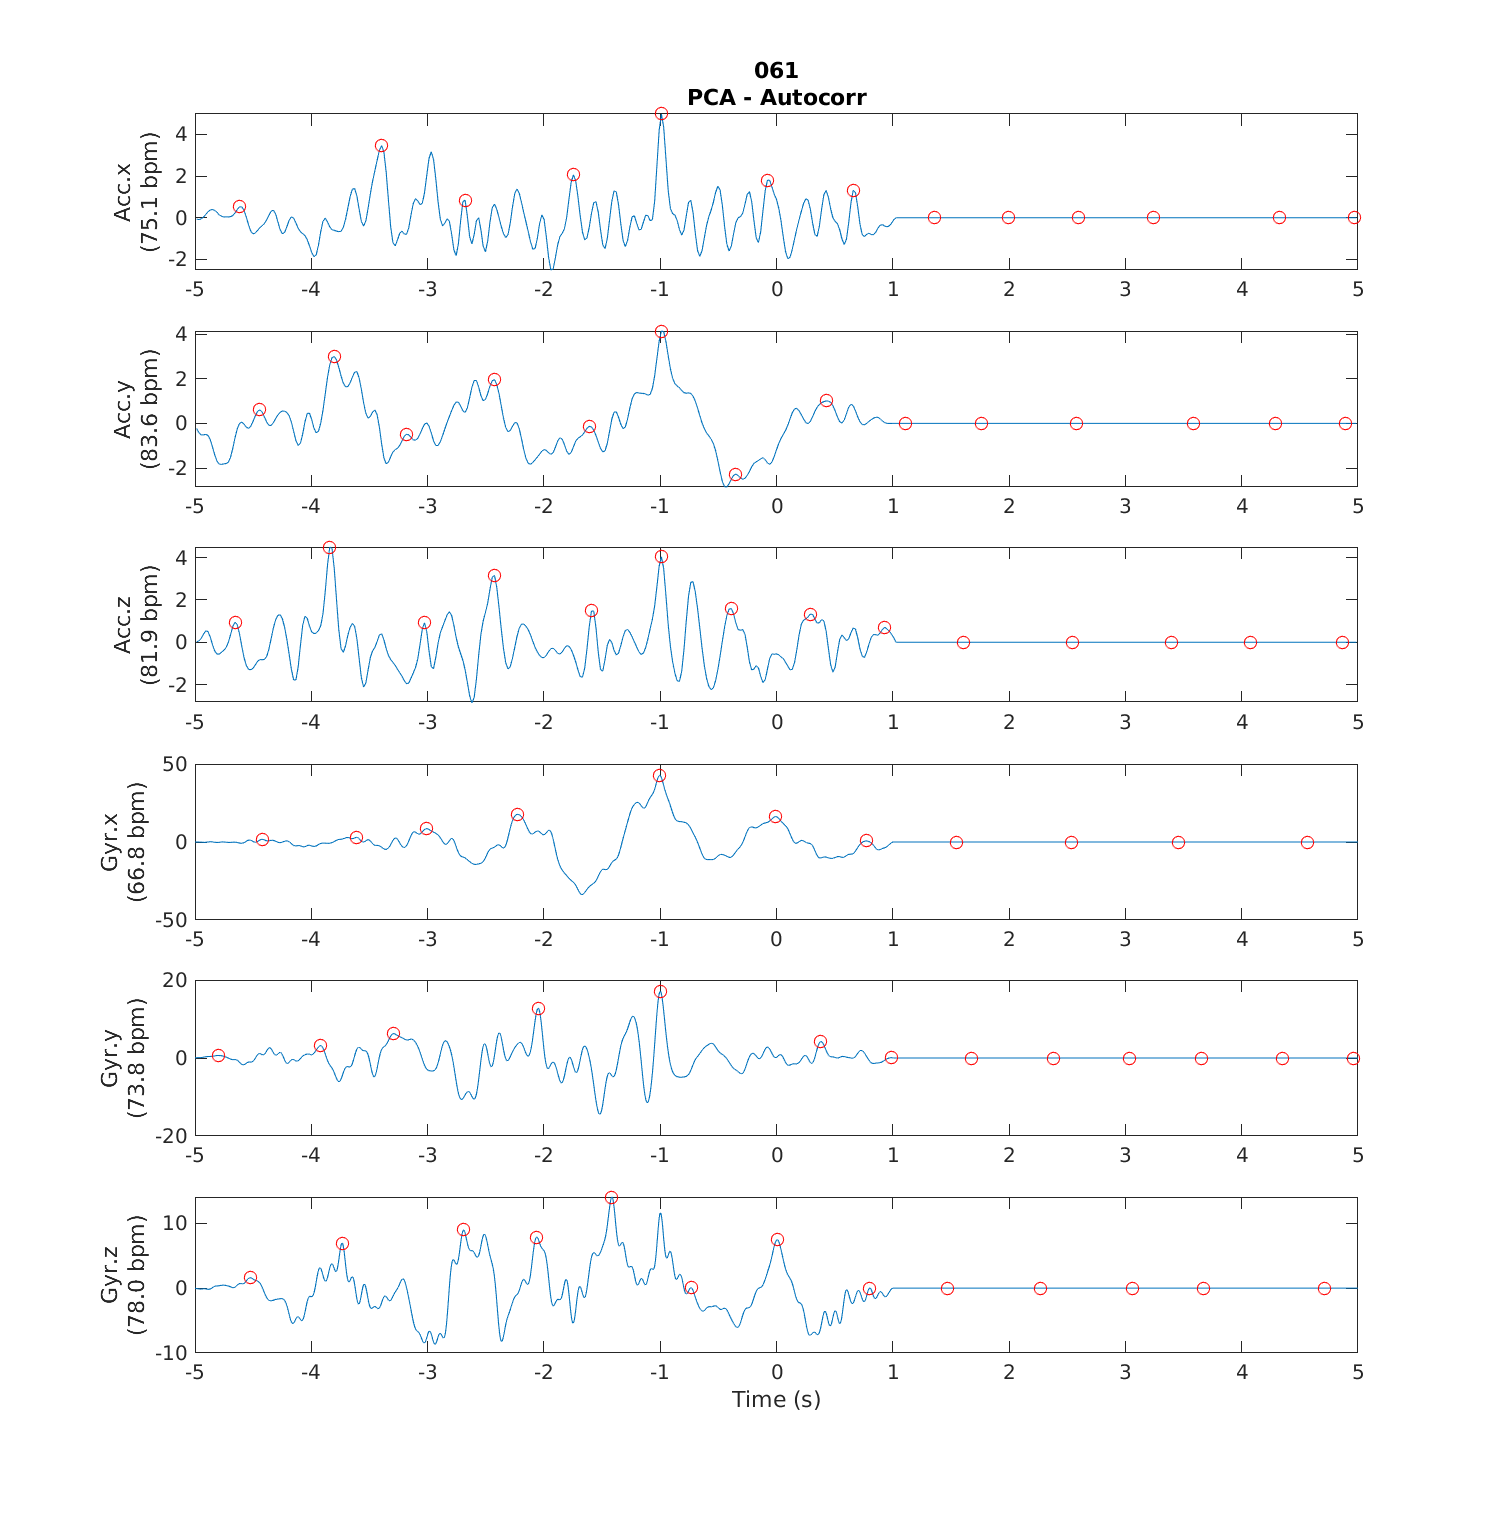 061
PCA - Autocorr
Acc.x
(75.1 bpm)
4
2
0
-2
-5 -4 -3 -2 -1 0 1 2 3 4 5
Acc.y
(83.6 bpm)
4
2
0
-2
-5 -4 -3 -2 -1 0 1 2 3 4 5
Acc.z
(81.9 bpm)
4
2
0
-2
-5 -4 -3 -2 -1 0 1 2 3 4 5
Gyr.x
(66.8 bpm)
50
0
-50
-5 -4 -3 -2 -1 0 1 2 3 4 5
Gyr.y
(73.8 bpm)
20
0
-20
-5 -4 -3 -2 -1 0 1 2 3 4 5
Gyr.z
(78.0 bpm)
10
0
-10
-5 -4 -3 -2 -1 0 1 2 3 4 5
Time (s)